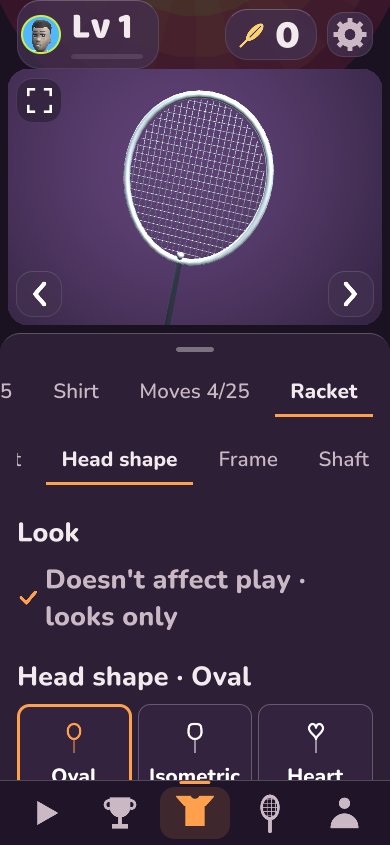 Lv 1
0
5 Shirt Moves 4/25 Racket
t Head shape Frame Shaft
Look
Doesn't affect play ·
looks only
Head shape · Oval
Oval Isometric Heart